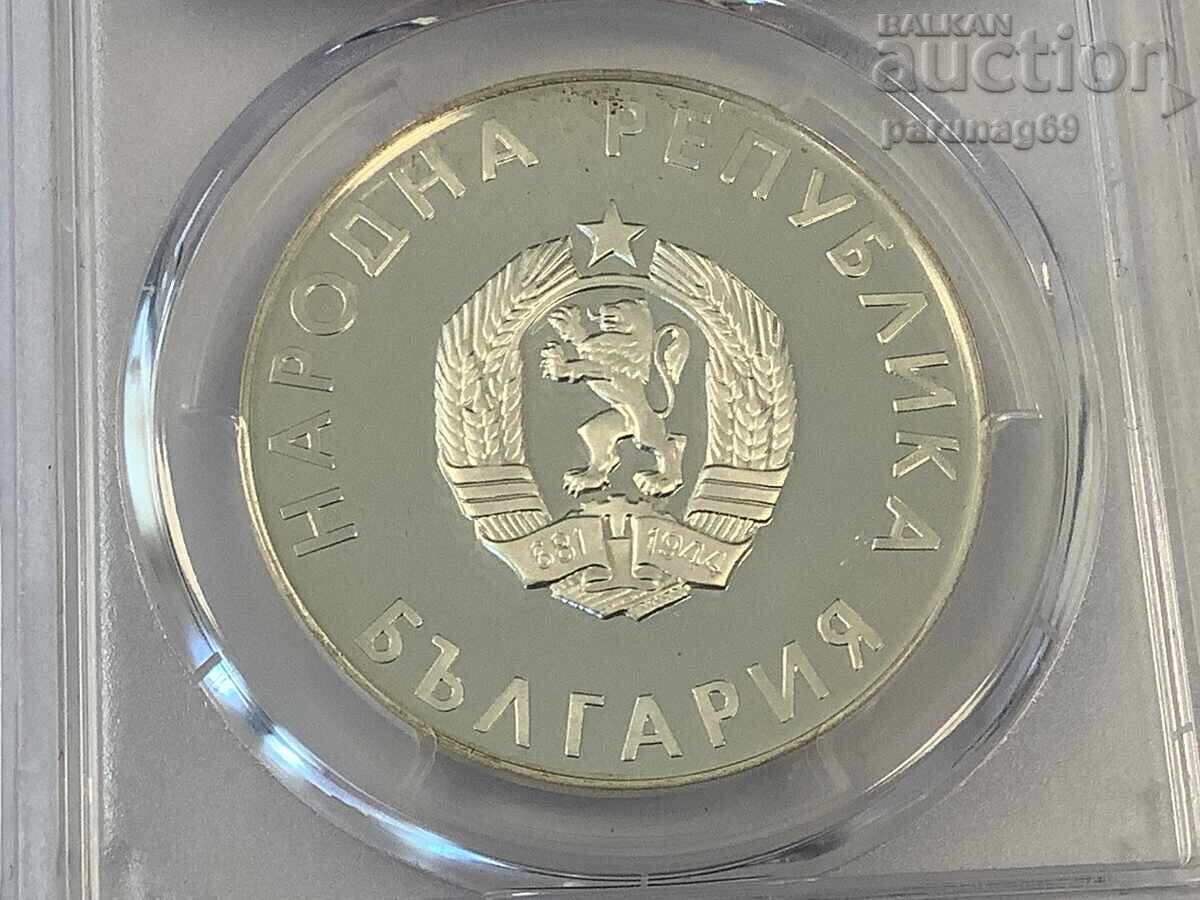 BALKAN
auction
parunag69
НАРОДНА РЕПУБЛИКА
681 1944
БЪЛГАРИЯ